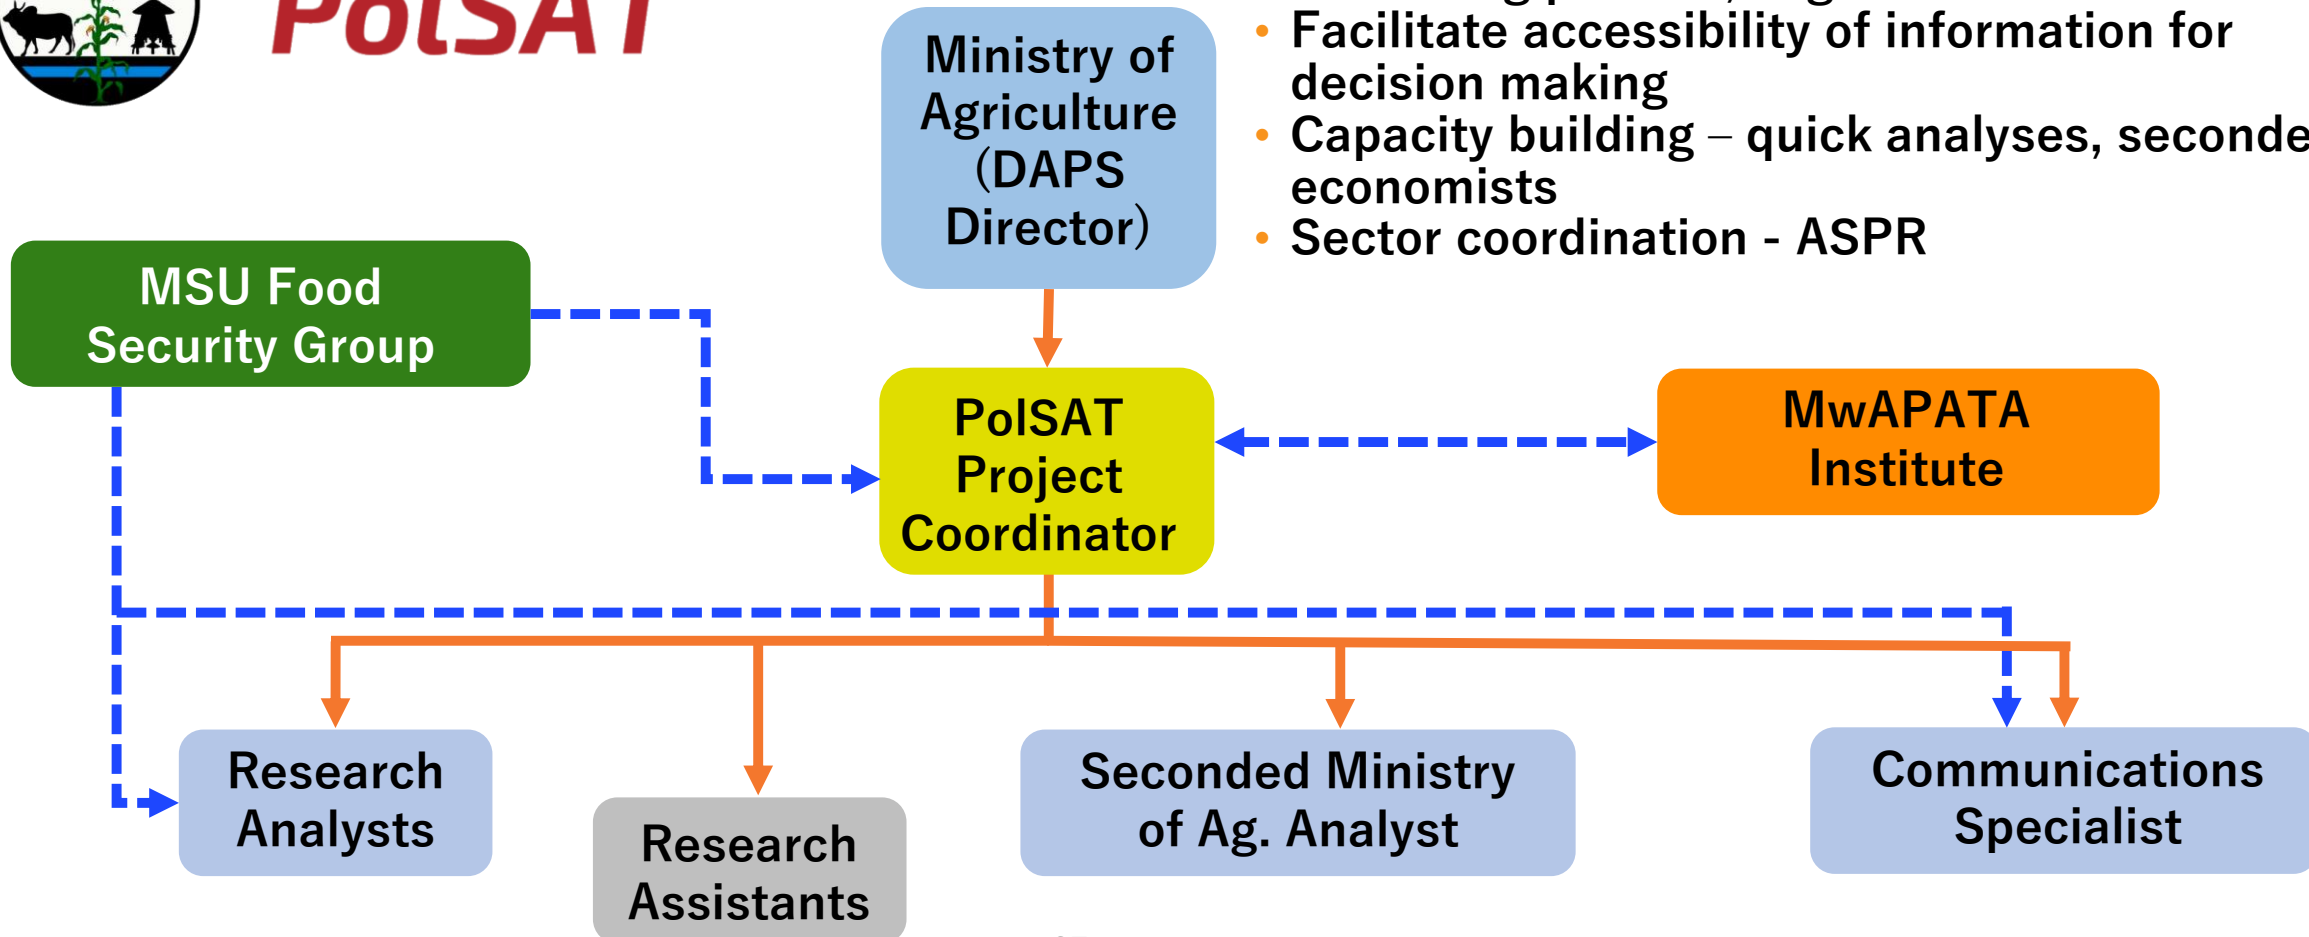 PolSAT
Facilitate accessibility of information for
decision making
Capacity building – quick analyses,
economists
Sector coordination - ASPR
Ministry of
Agriculture
(DAPS
Director)
MSU Food
Security Group
PolSAT
Project
Coordinator
MwAPATA
Institute
Research
Analysts
Research
Assistants
Seconded Ministry
of Ag. Analyst
Communications
Specialist